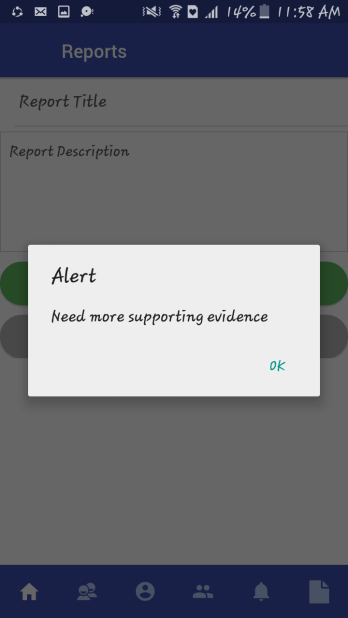 14% 11:58 AM
Reports
Report Title
Report Description
Alert
Need more supporting evidence
OK